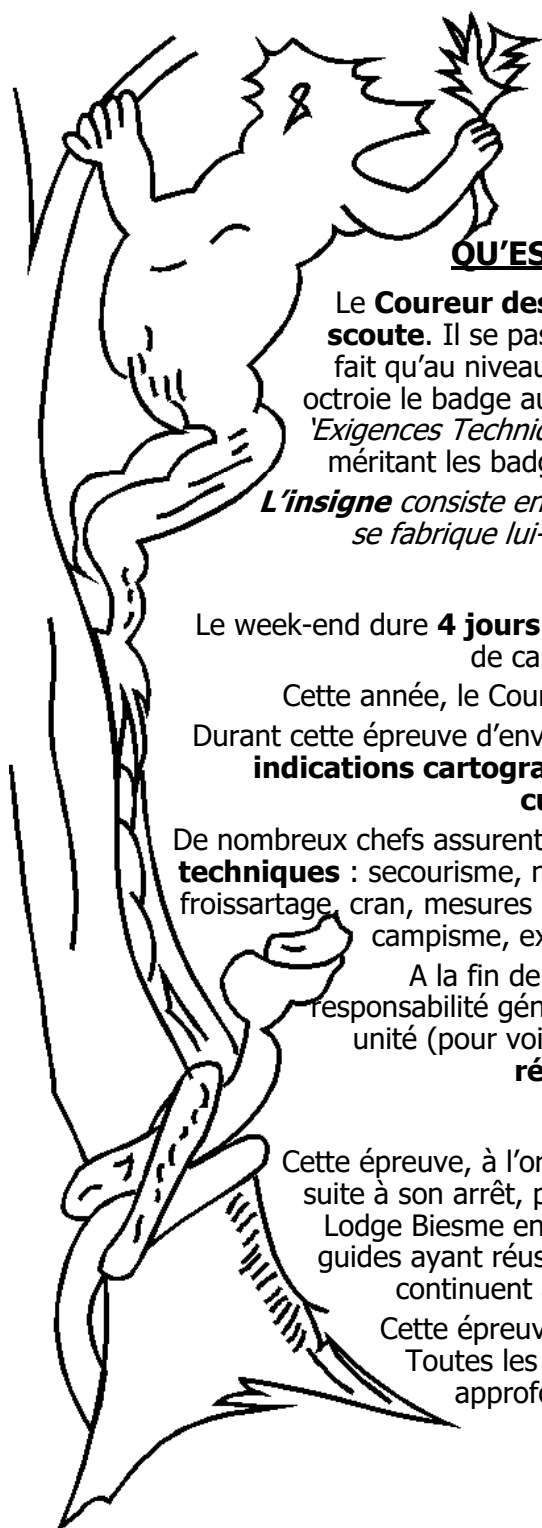 QU'ES
Le Coureur des
scoute. Il se pas
fait qu'au niveau
octroie le badge au
'Exigences Techni
méritant les badg
L'insigne consiste en
se fabrique lui-
Le week-end dure 4 jours
de ca
Cette année, le Cour
Durant cette épreuve d'env
indications cartogra
cu
De nombreux chefs assurent
techniques : secourisme, n
froissartage, cran, mesures
campisme, ex
A la fin de
responsabilité gén
unité (pour voi
ré
Cette épreuve, à l'or
suite à son arrêt, p
Lodge Biesme en
guides ayant réus
continuent
Cette épreuv
Toutes les
approf